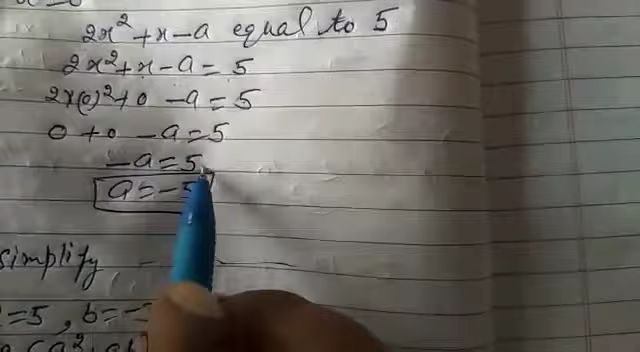 2x²+x-a equal to 5
2x²+x-a=5
2×(0)²+0 -a=5
0+0 -a=5
-a=5
a=-5
simplify
=5, b=-